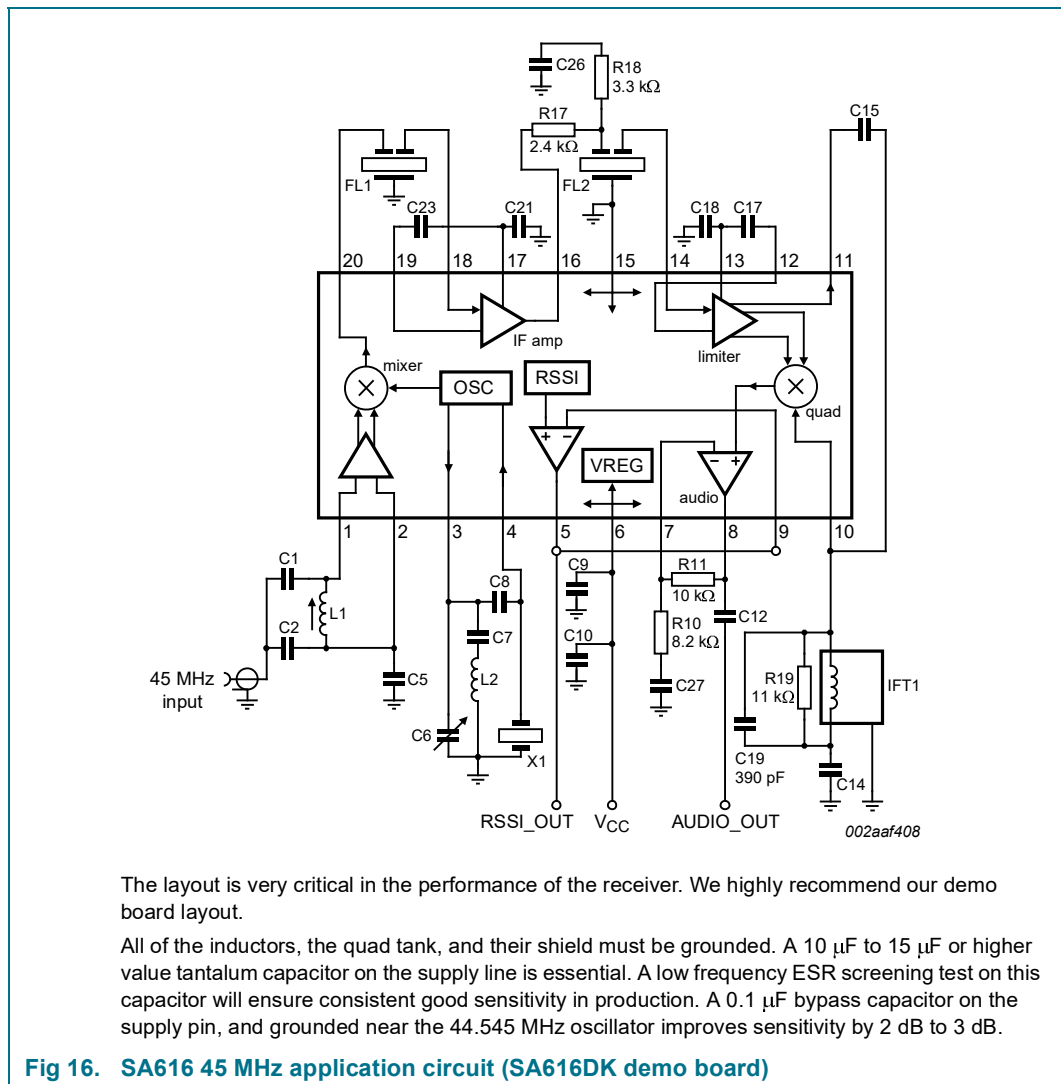 C26
R18
3.3 kΩ
R17
2.4 kΩ
C15
FL1
FL2
C23
C21
C18
C17
20 19 18 17 16 15 14 13 12 11
IF amp
limiter
mixer
OSC
RSSI
+ −
quad
VREG
− +
audio
1 2 3 4 5 6 7 8 9 10
C1
L1
C2
C5
45 MHz
input
C8
C7
L2
C6
X1
C9
C10
R11
10 kΩ
R10
8.2 kΩ
C12
C27
R19
11 kΩ
IFT1
C19
390 pF
C14
RSSI_OUT VCC AUDIO_OUT
002aaf408
The layout is very critical in the performance of the receiver. We highly recommend our demo
board layout.
All of the inductors, the quad tank, and their shield must be grounded. A 10 μF to 15 μF or higher
value tantalum capacitor on the supply line is essential. A low frequency ESR screening test on this
capacitor will ensure consistent good sensitivity in production. A 0.1 μF bypass capacitor on the
supply pin, and grounded near the 44.545 MHz oscillator improves sensitivity by 2 dB to 3 dB.
Fig 16. SA616 45 MHz application circuit (SA616DK demo board)